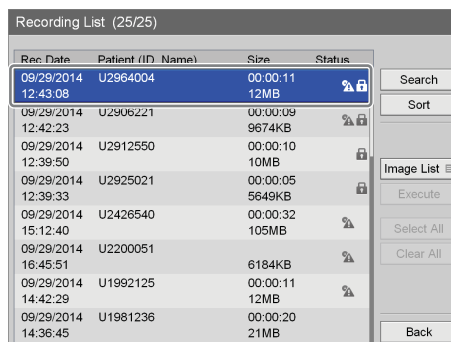 Recording List (25/25)
Rec Date Patient (ID Name) Size Status
09/29/2014 U2964004 00:00:11
12:43:08 12MB
09/29/2014 U2906221 00:00:09
12:42:23 9674KB
09/29/2014 U2912550 00:00:10
12:39:50 10MB
09/29/2014 U2925021 00:00:05
12:39:33 5649KB
09/29/2014 U2426540 00:00:32
15:12:40 105MB
09/29/2014 U2200051
16:45:51 6184KB
09/29/2014 U1992125 00:00:11
14:42:29 12MB
09/29/2014 U1981236 00:00:20
14:36:45 21MB
Search
Sort
Image List
Execute
Select All
Clear All
Back